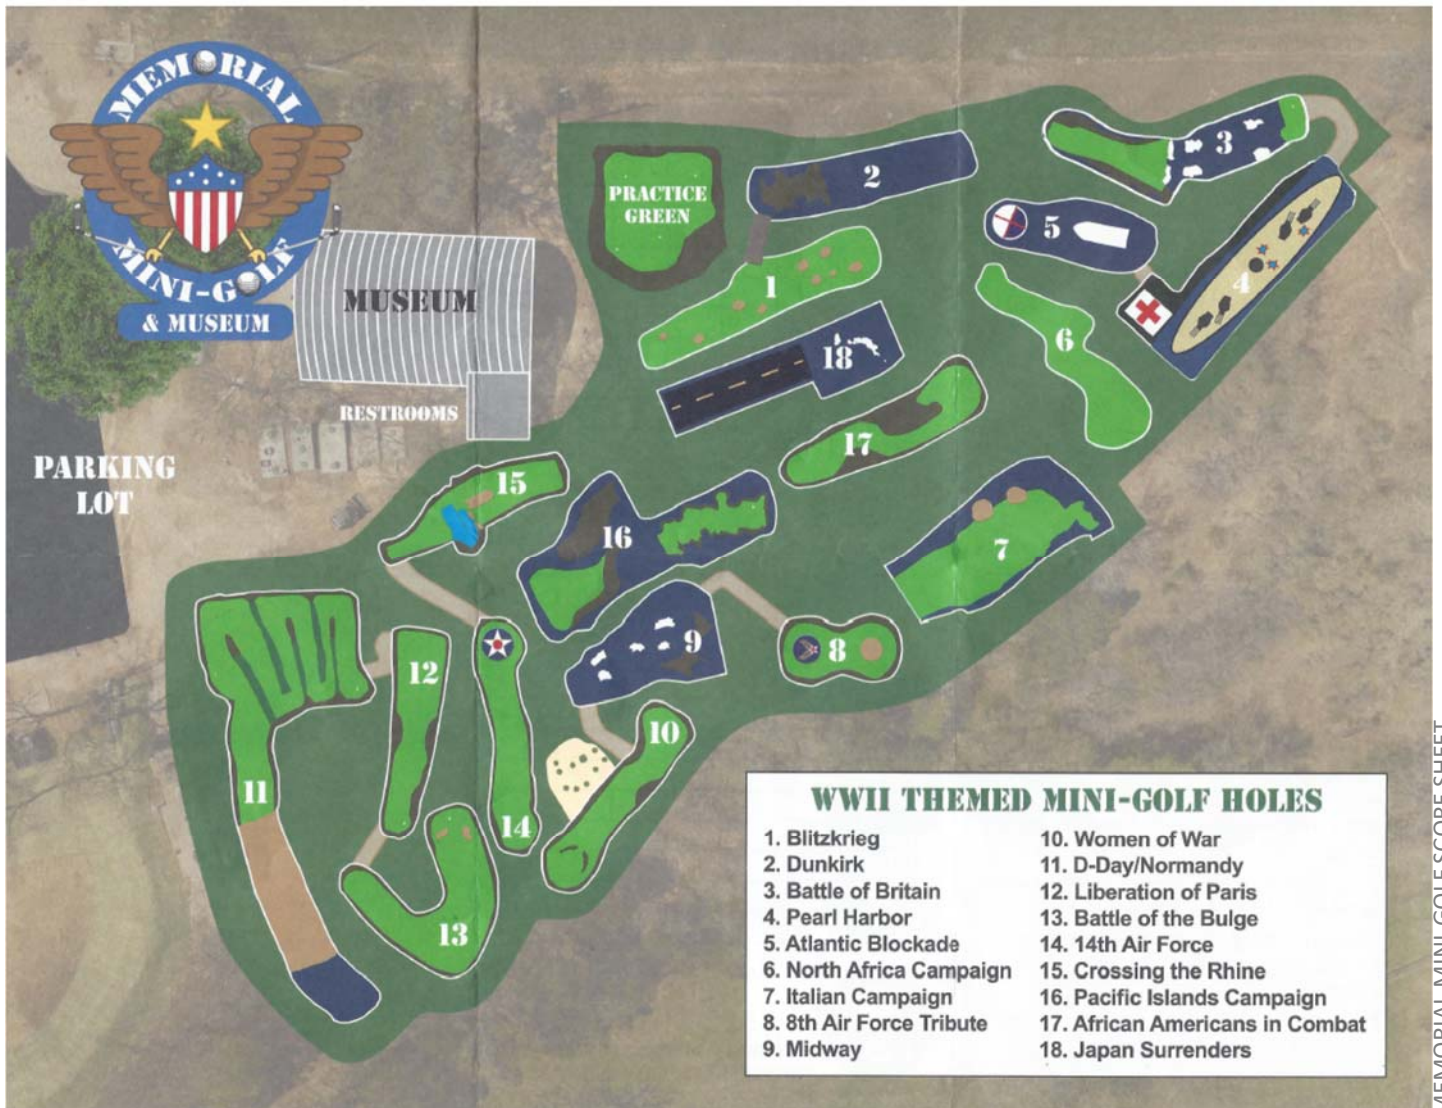 MEMORIAL
MINI-GOLF
& MUSEUM
MUSEUM
RESTROOMS
PARKING
LOT
PRACTICE
GREEN
1
2
3
4
5
6
7
8
9
10
11
12
13
14
15
16
17
18
WWII THEMED MINI-GOLF HOLES
1. Blitzkrieg
2. Dunkirk
3. Battle of Britain
4. Pearl Harbor
5. Atlantic Blockade
6. North Africa Campaign
7. Italian Campaign
8. 8th Air Force Tribute
9. Midway
10. Women of War
11. D-Day/Normandy
12. Liberation of Paris
13. Battle of the Bulge
14. 14th Air Force
15. Crossing the Rhine
16. Pacific Islands Campaign
17. African Americans in Combat
18. Japan Surrenders
MEMORIAL MINI-GOLF SCORE SHEET